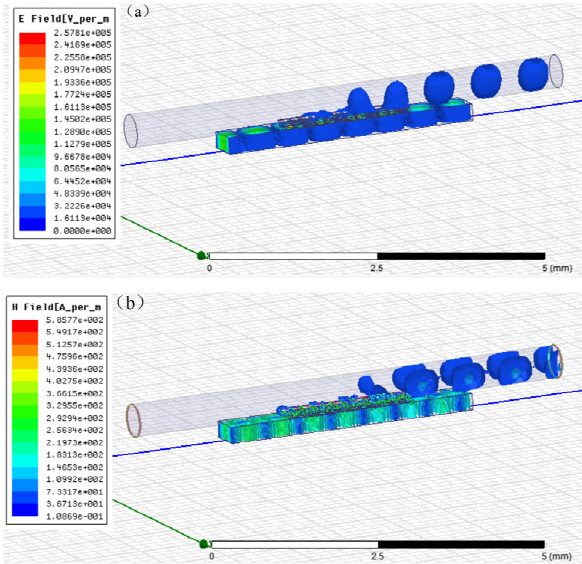 (a)
E Field[V_per_m
2.5781e+005
2.4169e+005
2.2558e+005
2.0947e+005
1.9336e+005
1.7724e+005
1.6113e+005
1.4502e+005
1.2890e+005
1.1279e+005
9.6678e+004
8.0565e+004
6.4452e+004
4.8339e+004
3.2226e+004
1.6113e+004
0.0000e+000
0
2.5
5 (mm)
(b)
H Field[A_per_m
5.8577e+002
5.4917e+002
5.1257e+002
4.7596e+002
4.3936e+002
4.0275e+002
3.6615e+002
3.2955e+002
2.9294e+002
2.5634e+002
2.1973e+002
1.8313e+002
1.4653e+002
1.0992e+002
7.3317e+001
3.6713e+001
1.0869e-001
0
2.5
5 (mm)